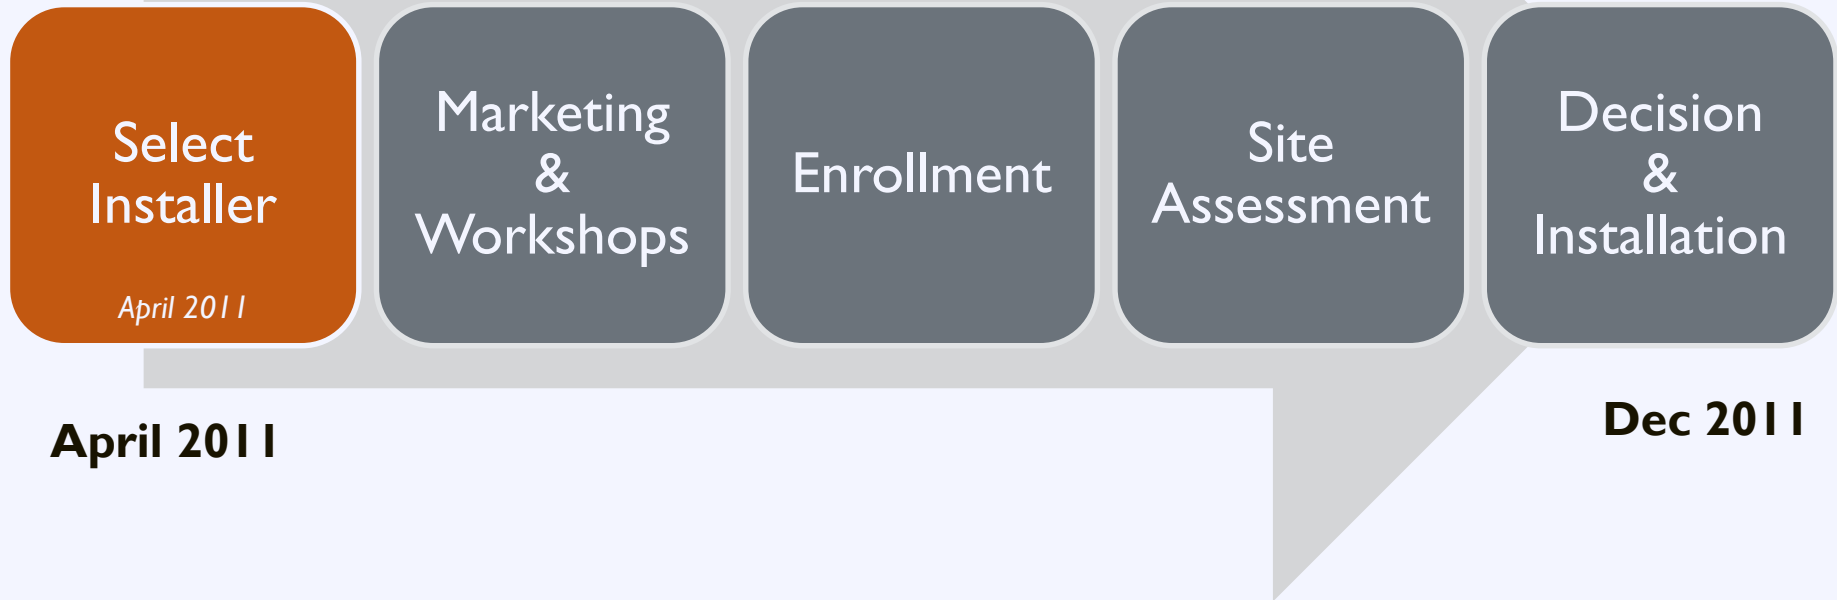 Select
Installer
April 2011
Marketing
&
Workshops
Enrollment
Site
Assessment
Decision
&
Installation
April 2011
Dec 2011